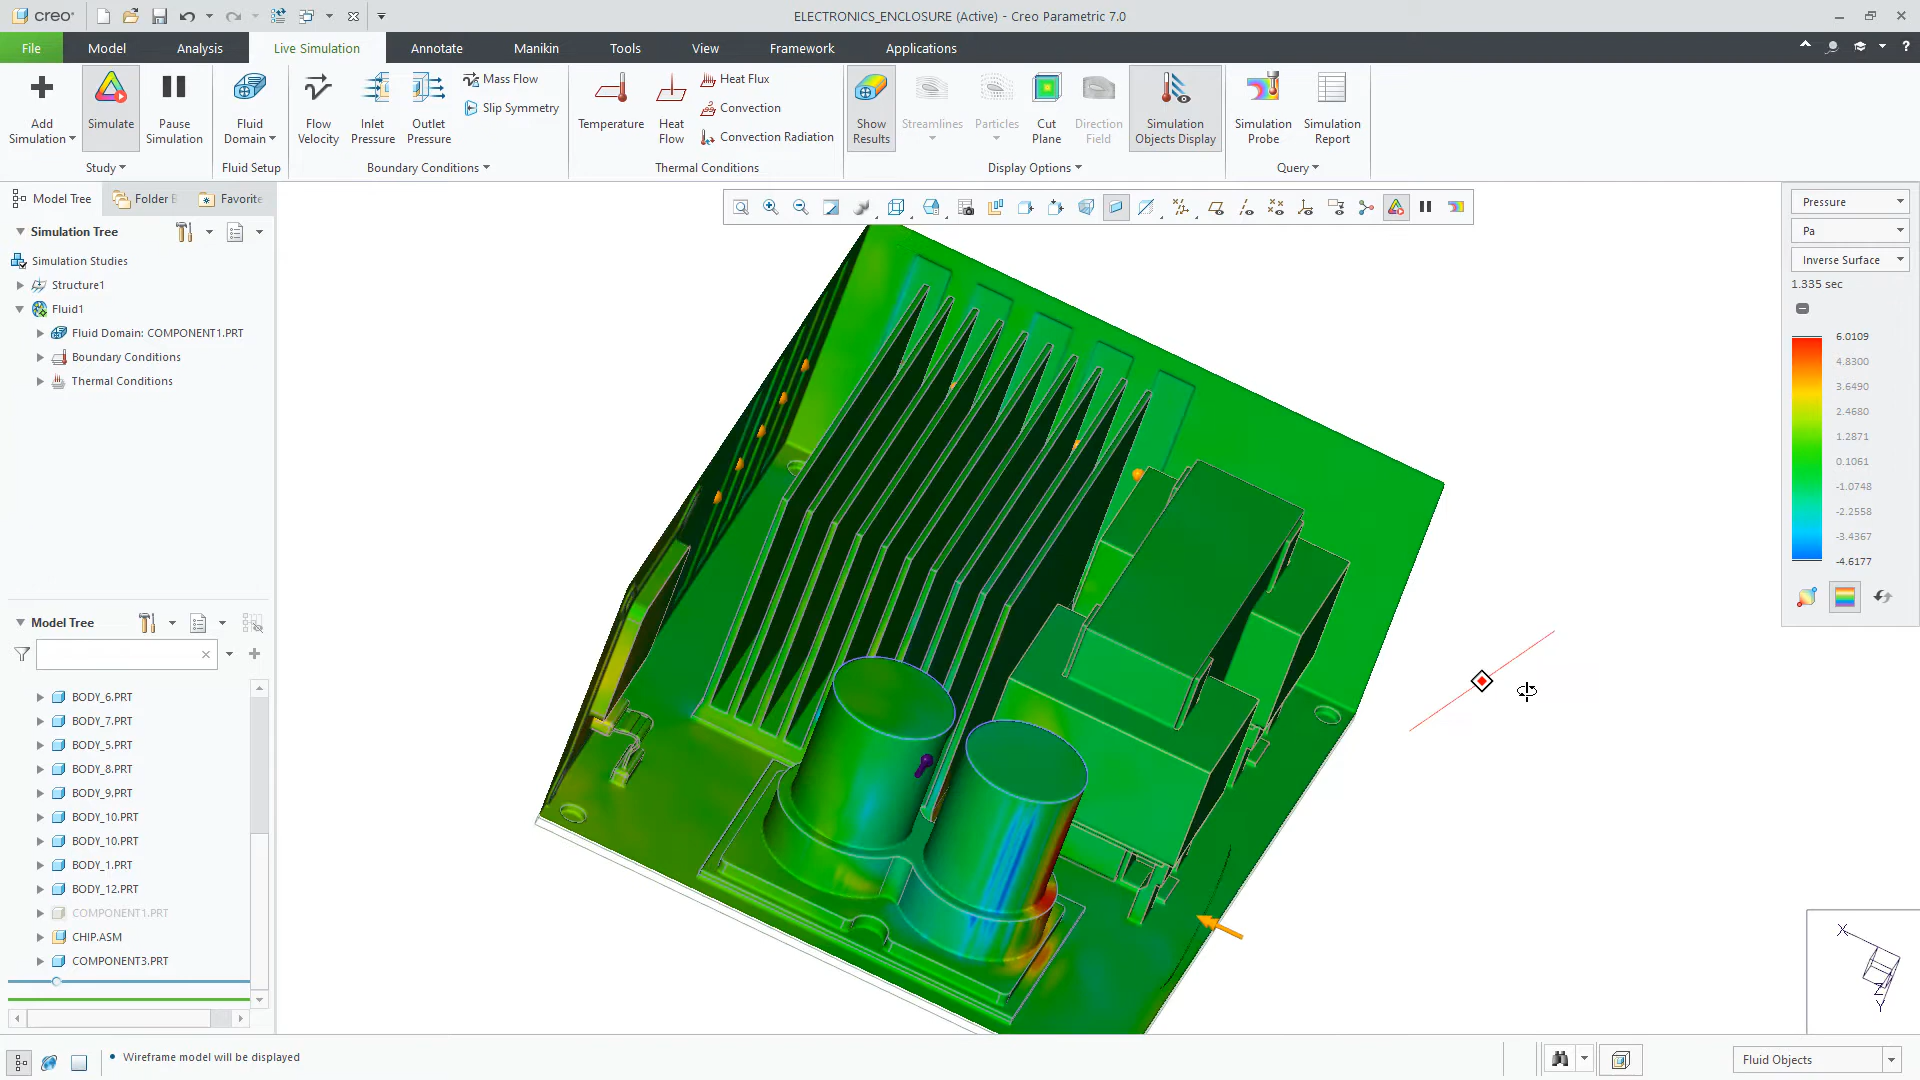 creo
ELECTRONICS_ENCLOSURE (Active) - Creo Parametric 7.0
File
Model
Analysis
Live Simulation
Annotate
Manikin
Tools
View
Framework
Applications
Add Simulation
Simulate
Pause Simulation
Study
Fluid Domain
Fluid Setup
Flow Velocity
Inlet Pressure
Outlet Pressure
Mass Flow
Slip Symmetry
Boundary Conditions
Temperature
Heat Flow
Heat Flux
Convection
Convection Radiation
Thermal Conditions
Show Results
Streamlines
Particles
Cut Plane
Direction Field
Simulation Objects Display
Display Options
Simulation Probe
Simulation Report
Query
Model Tree
Folder B
Favorite
Simulation Tree
Simulation Studies
Structure1
Fluid1
Fluid Domain: COMPONENT1.PRT
Boundary Conditions
Thermal Conditions
Model Tree
BODY_6.PRT
BODY_7.PRT
BODY_5.PRT
BODY_8.PRT
BODY_9.PRT
BODY_10.PRT
BODY_10.PRT
BODY_1.PRT
BODY_12.PRT
COMPONENT1.PRT
CHIP.ASM
COMPONENT3.PRT
Pressure
Pa
Inverse Surface
1.335 sec
6.0109
4.8300
3.6490
2.4680
1.2871
0.1061
-1.0748
-2.2558
-3.4367
-4.6177
X
Z
Y
Wireframe model will be displayed
Fluid Objects